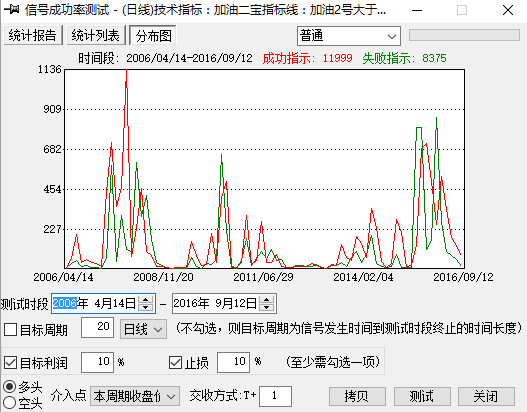 信号成功率测试 - (日线)技术指标：加油二宝指标线：加油2号大于...
统计报告 统计列表 分布图 普通
时间段: 2006/04/14-2016/09/12 成功指示: 11999 失败指示: 8375
1136
909
682
454
227
2006/04/14 2008/11/20 2011/06/29 2014/02/04 2016/09/12
测试时段 2006年 4月14日 - 2016年 9月12日
目标周期 20 日线 (不勾选，则目标周期为信号发生时间到测试时段终止的时间长度)
目标利润 10 % 止损 10 % (至少需勾选一项)
多头
空头 介入点 本周期收盘价 交收方式:T+ 1 拷贝 测试 关闭